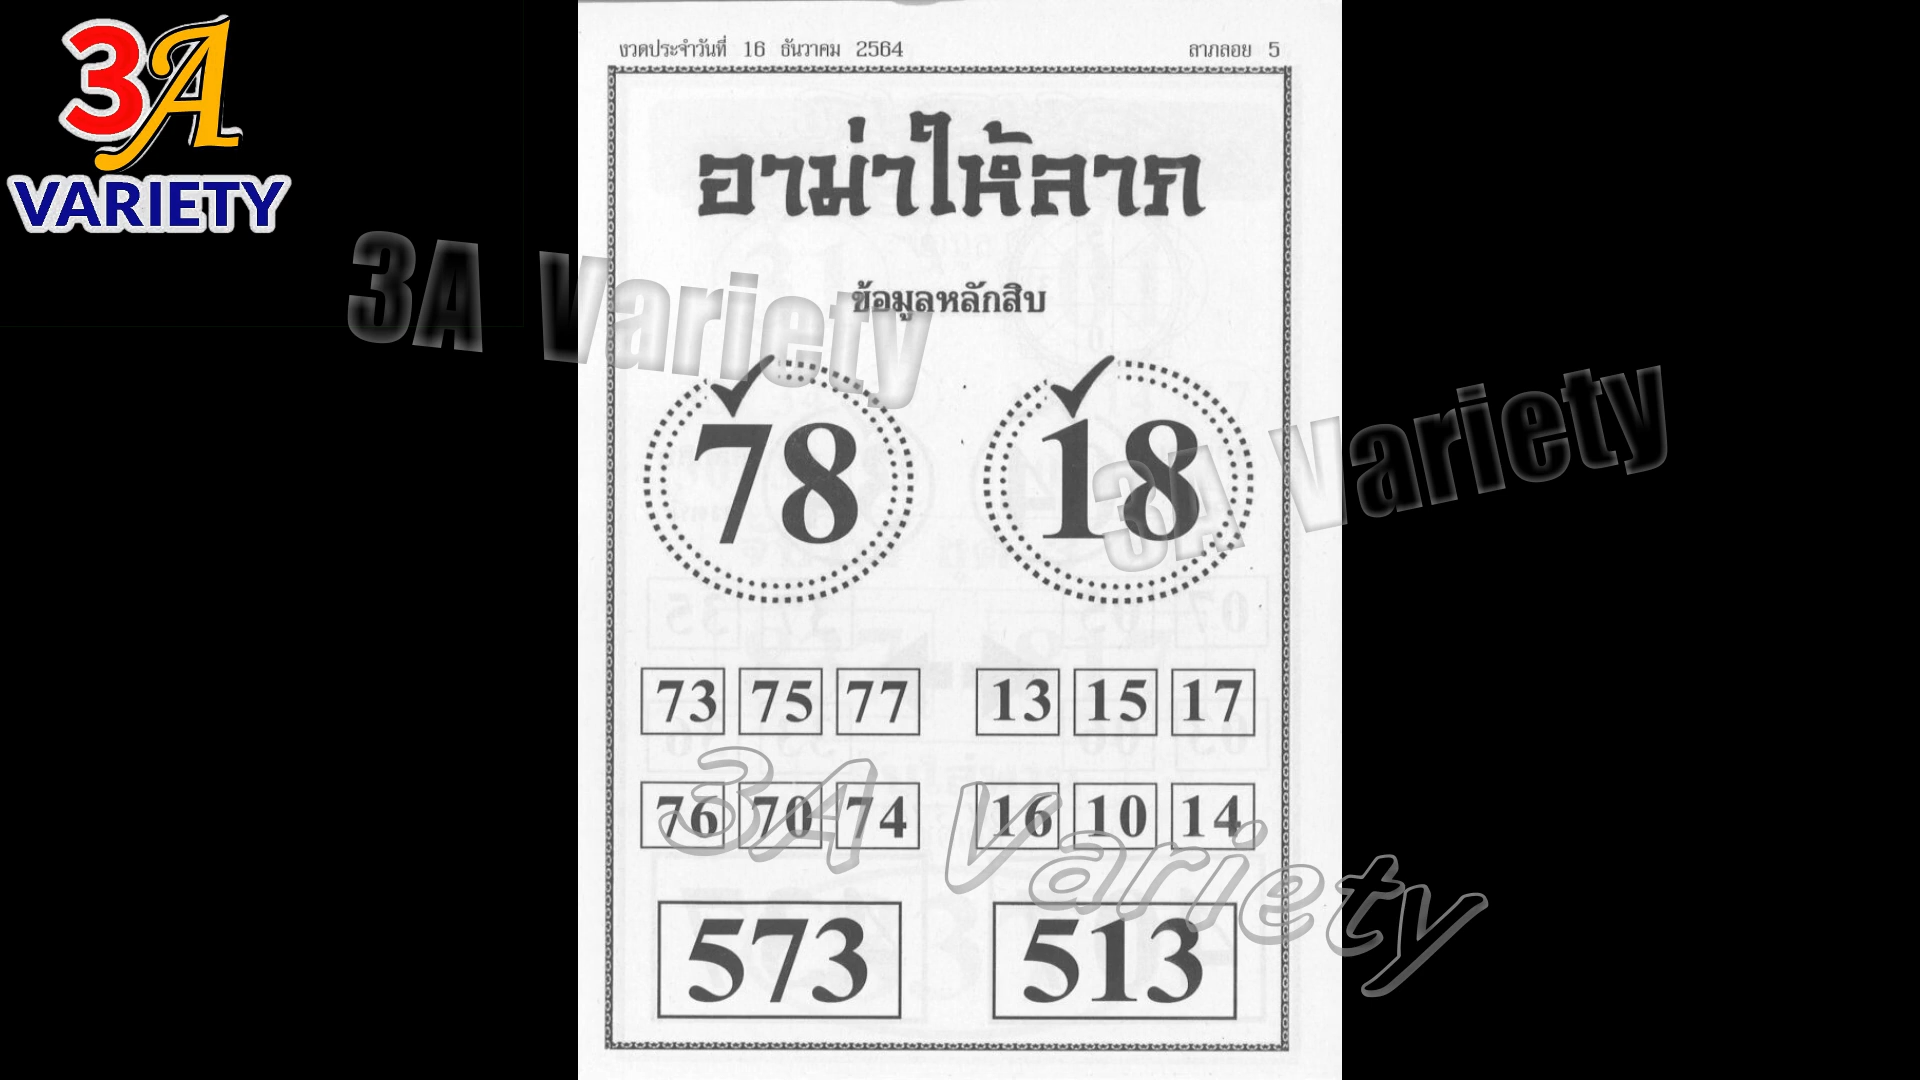 3A
VARIETY
งวดประจำวันที่ 16 ธันวาคม 2564 ลาภลอย 5
อาม่าให้ลาภ
ข้อมูลหลักสิบ
3A Variety
78 18
3A Variety
73 75 77 13 15 17
76 70 74 16 10 14
3A Variety
573 513